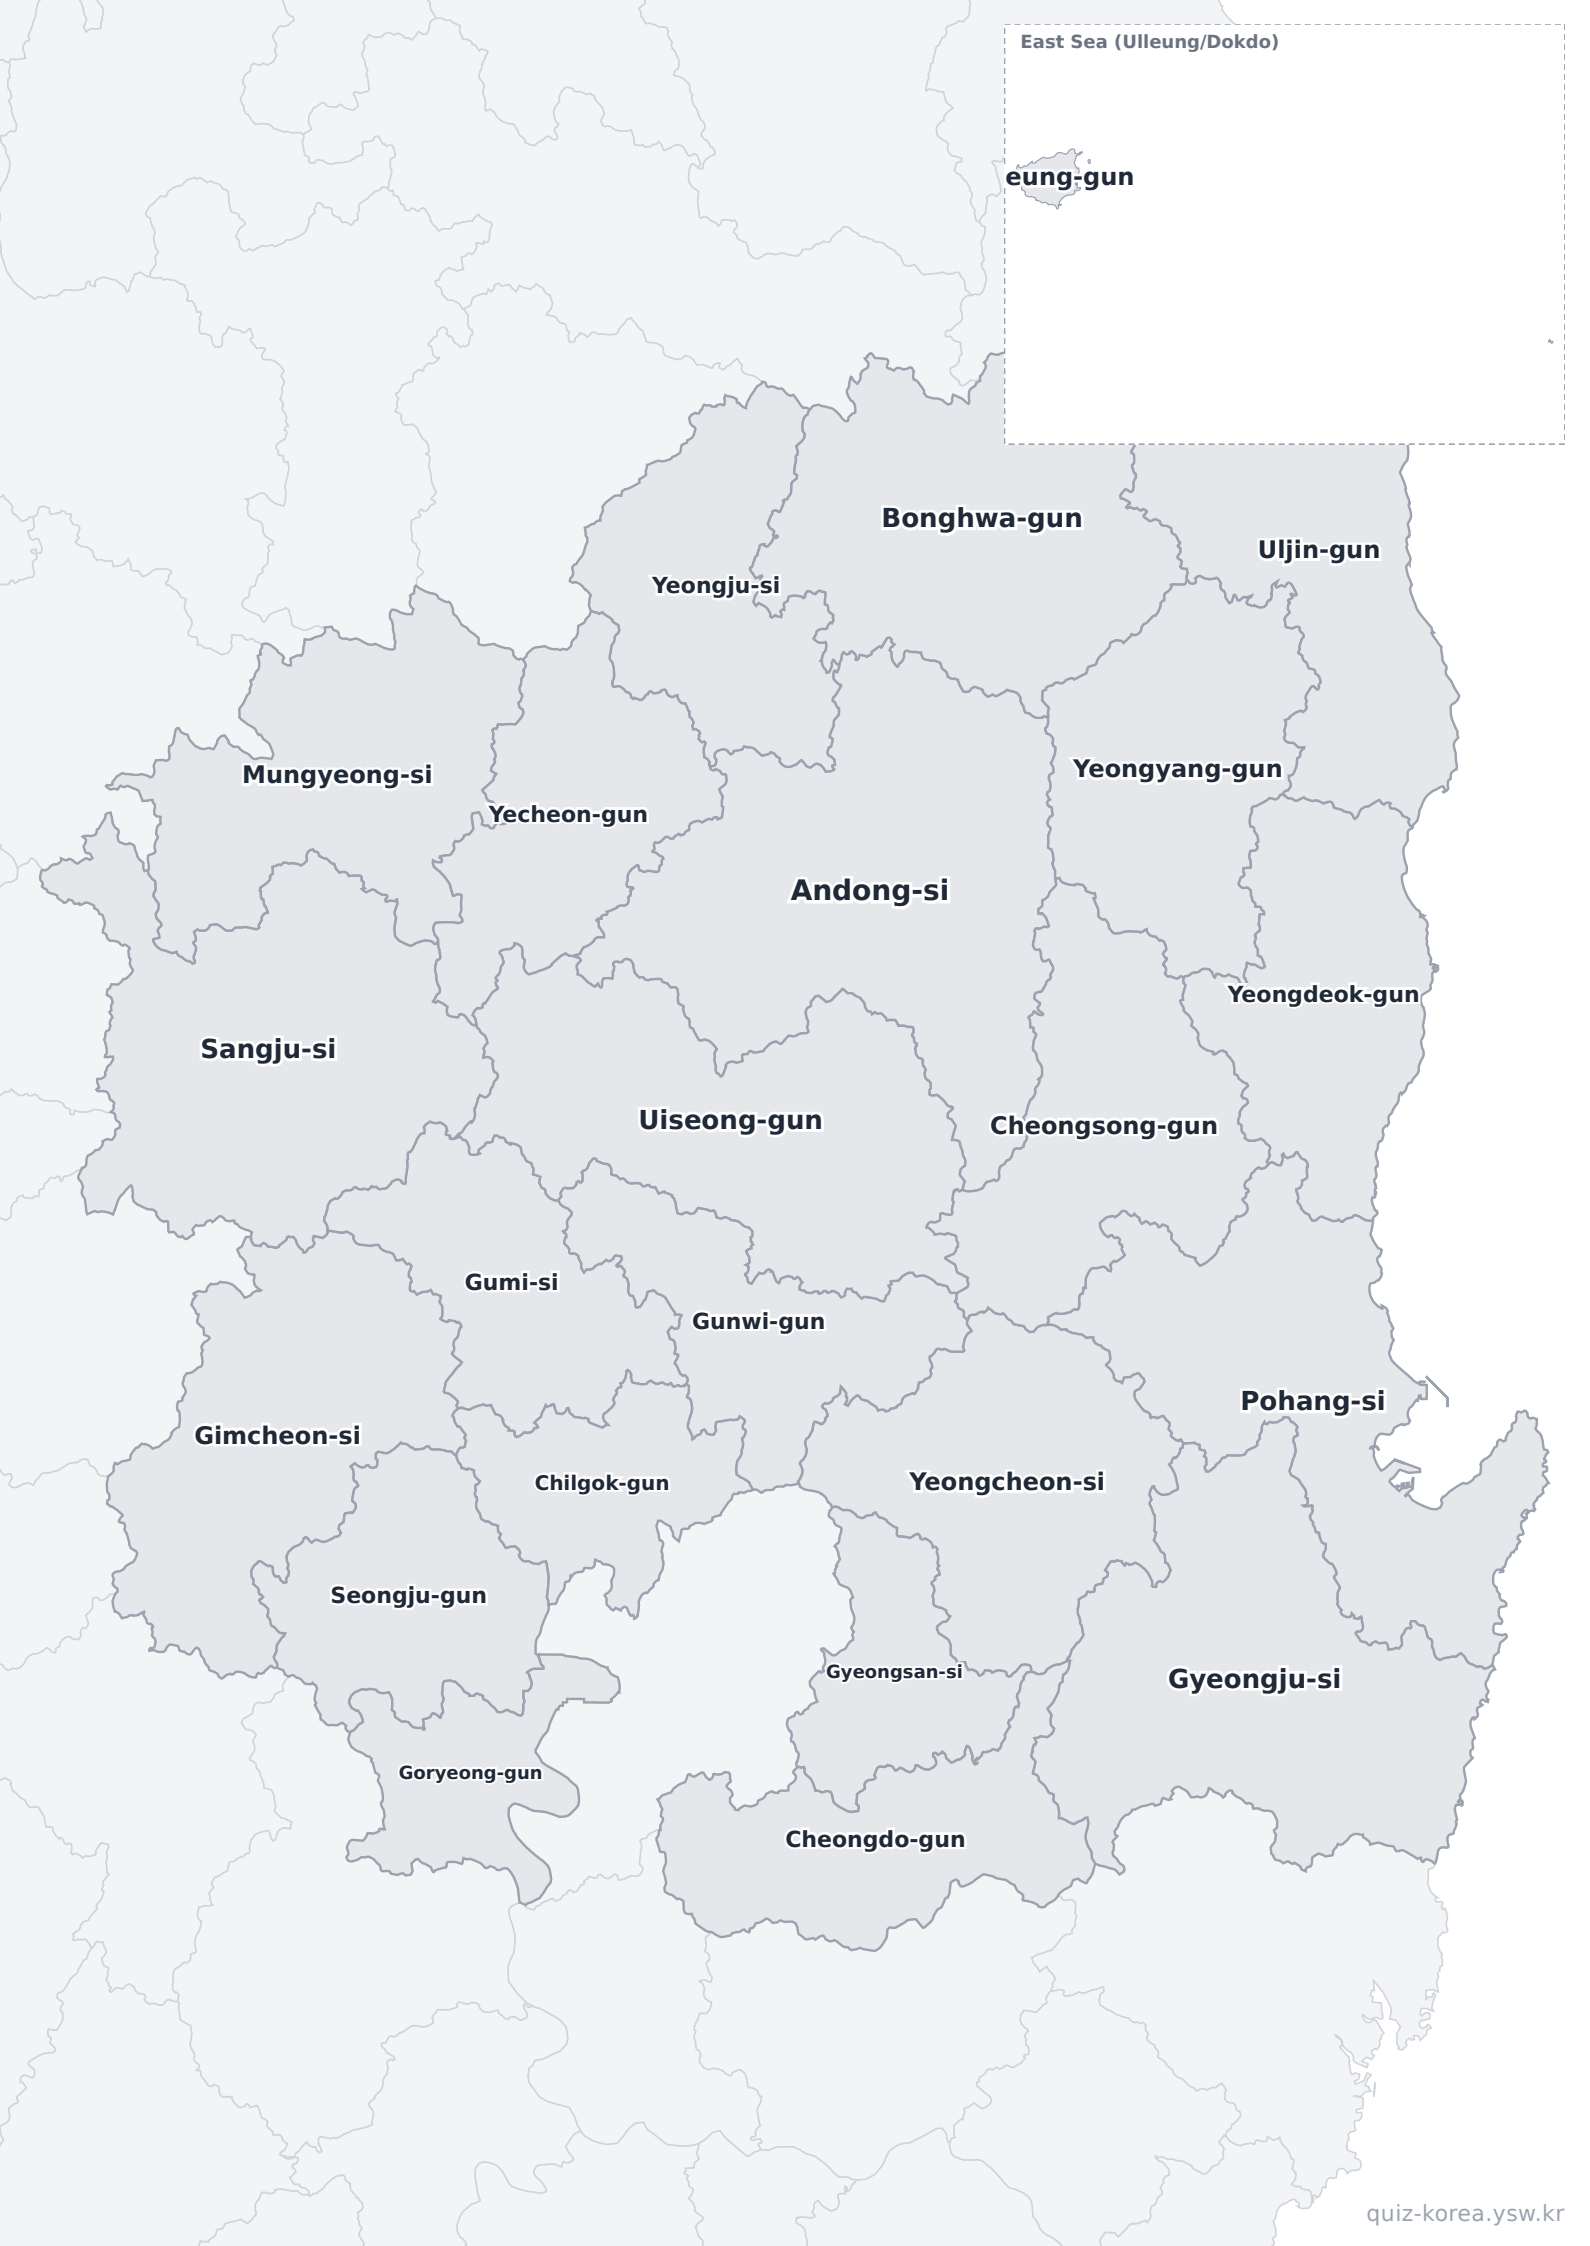 East Sea (Ulleung/Dokdo)
eung-gun
Bonghwa-gun
Uljin-gun
Yeongju-si
Yeongyang-gun
Mungyeong-si
Yecheon-gun
Andong-si
Yeongdeok-gun
Sangju-si
Uiseong-gun
Cheongsong-gun
Gumi-si
Gunwi-gun
Pohang-si
Gimcheon-si
Chilgok-gun
Yeongcheon-si
Seongju-gun
Gyeongsan-si
Gyeongju-si
Goryeong-gun
Cheongdo-gun
quiz-korea.ysw.kr